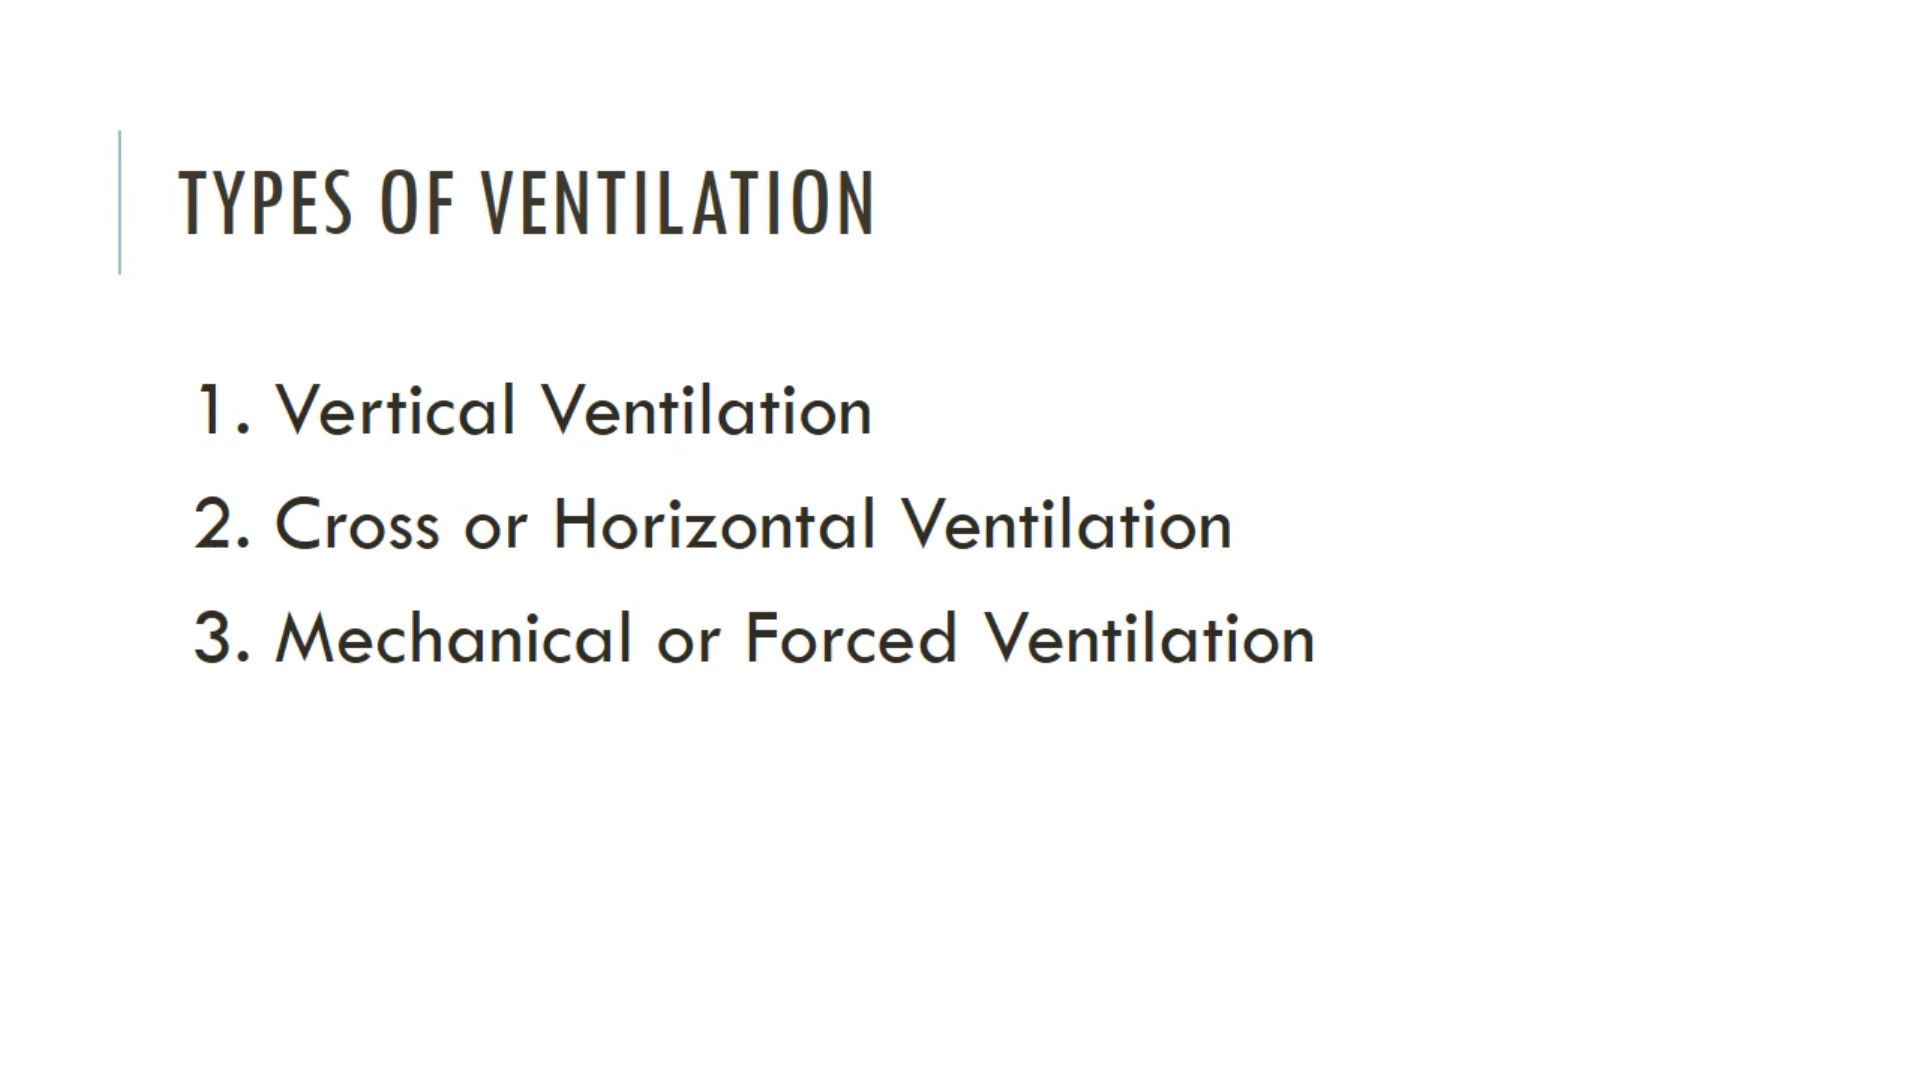 TYPES OF VENTILATION
1. Vertical Ventilation
2. Cross or Horizontal Ventilation
3. Mechanical or Forced Ventilation